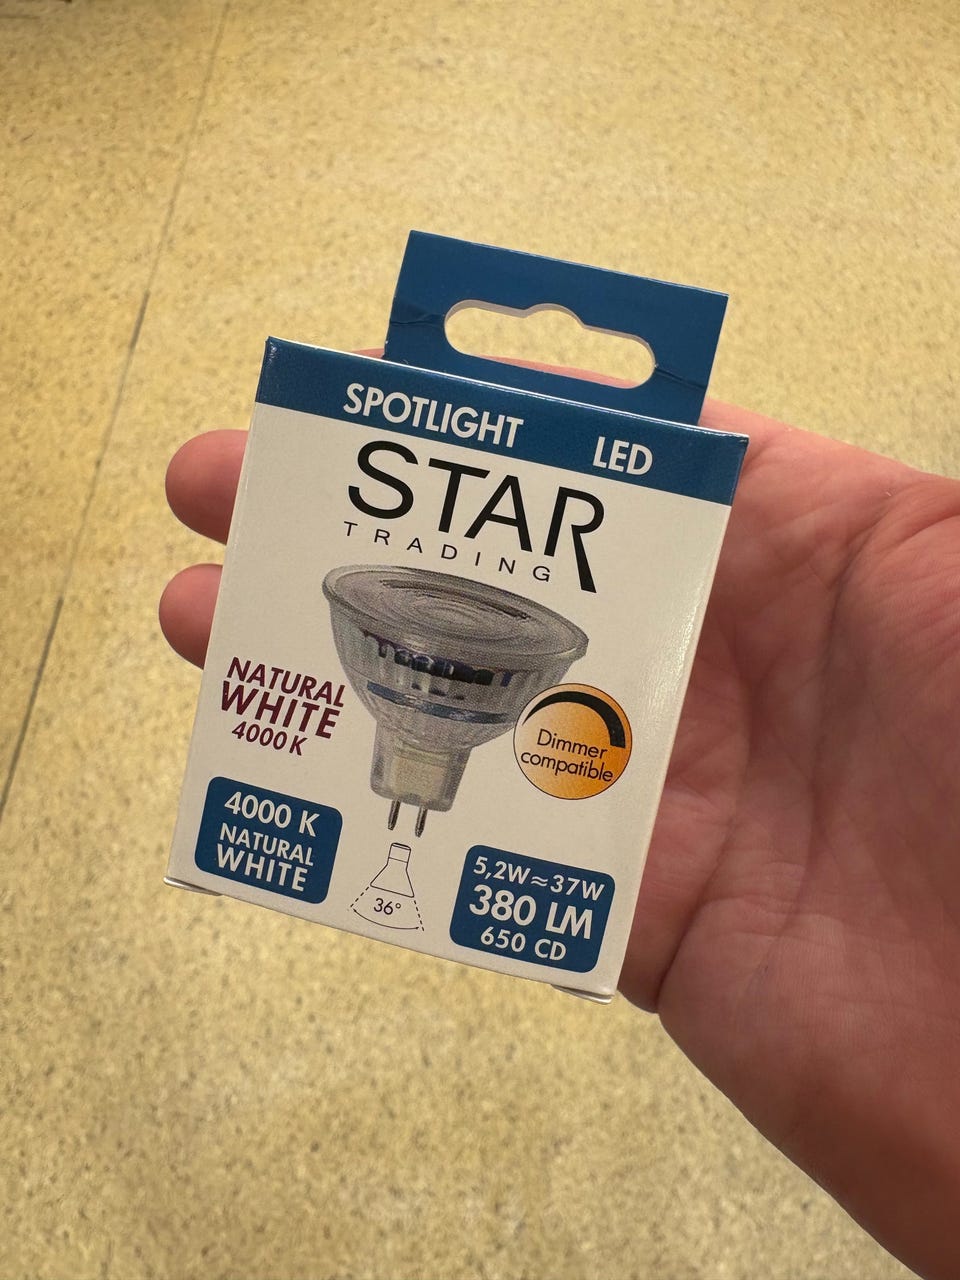 SPOTLIGHT LED
STAR
TRADING
NATURAL
WHITE
4000 K
Dimmer
compatible
4000 K
NATURAL
WHITE
36°
5,2W≈37W
380 LM
650 CD